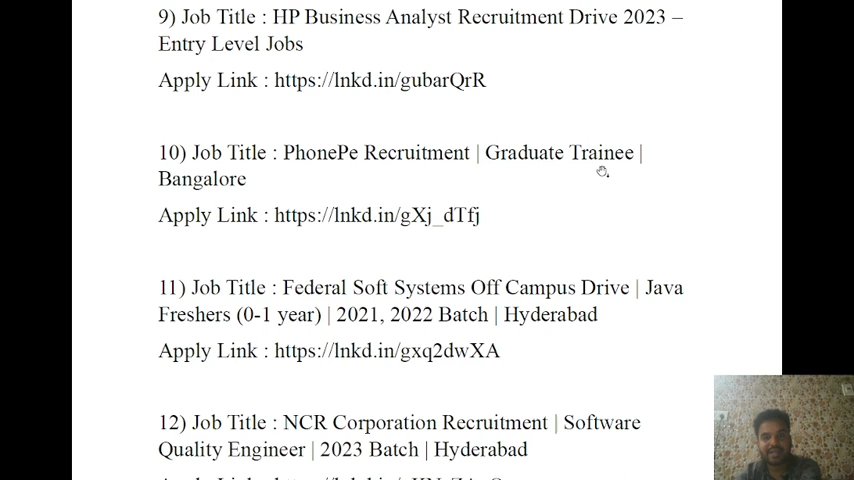 9) Job Title : HP Business Analyst Recruitment Drive 2023 –
Entry Level Jobs
Apply Link : https://lnkd.in/gubarQrR
10) Job Title : PhonePe Recruitment | Graduate Trainee |
Bangalore
Apply Link : https://lnkd.in/gXj_dTfj
11) Job Title : Federal Soft Systems Off Campus Drive | Java
Freshers (0-1 year) | 2021, 2022 Batch | Hyderabad
Apply Link : https://lnkd.in/gxq2dwXA
12) Job Title : NCR Corporation Recruitment | Software
Quality Engineer | 2023 Batch | Hyderabad